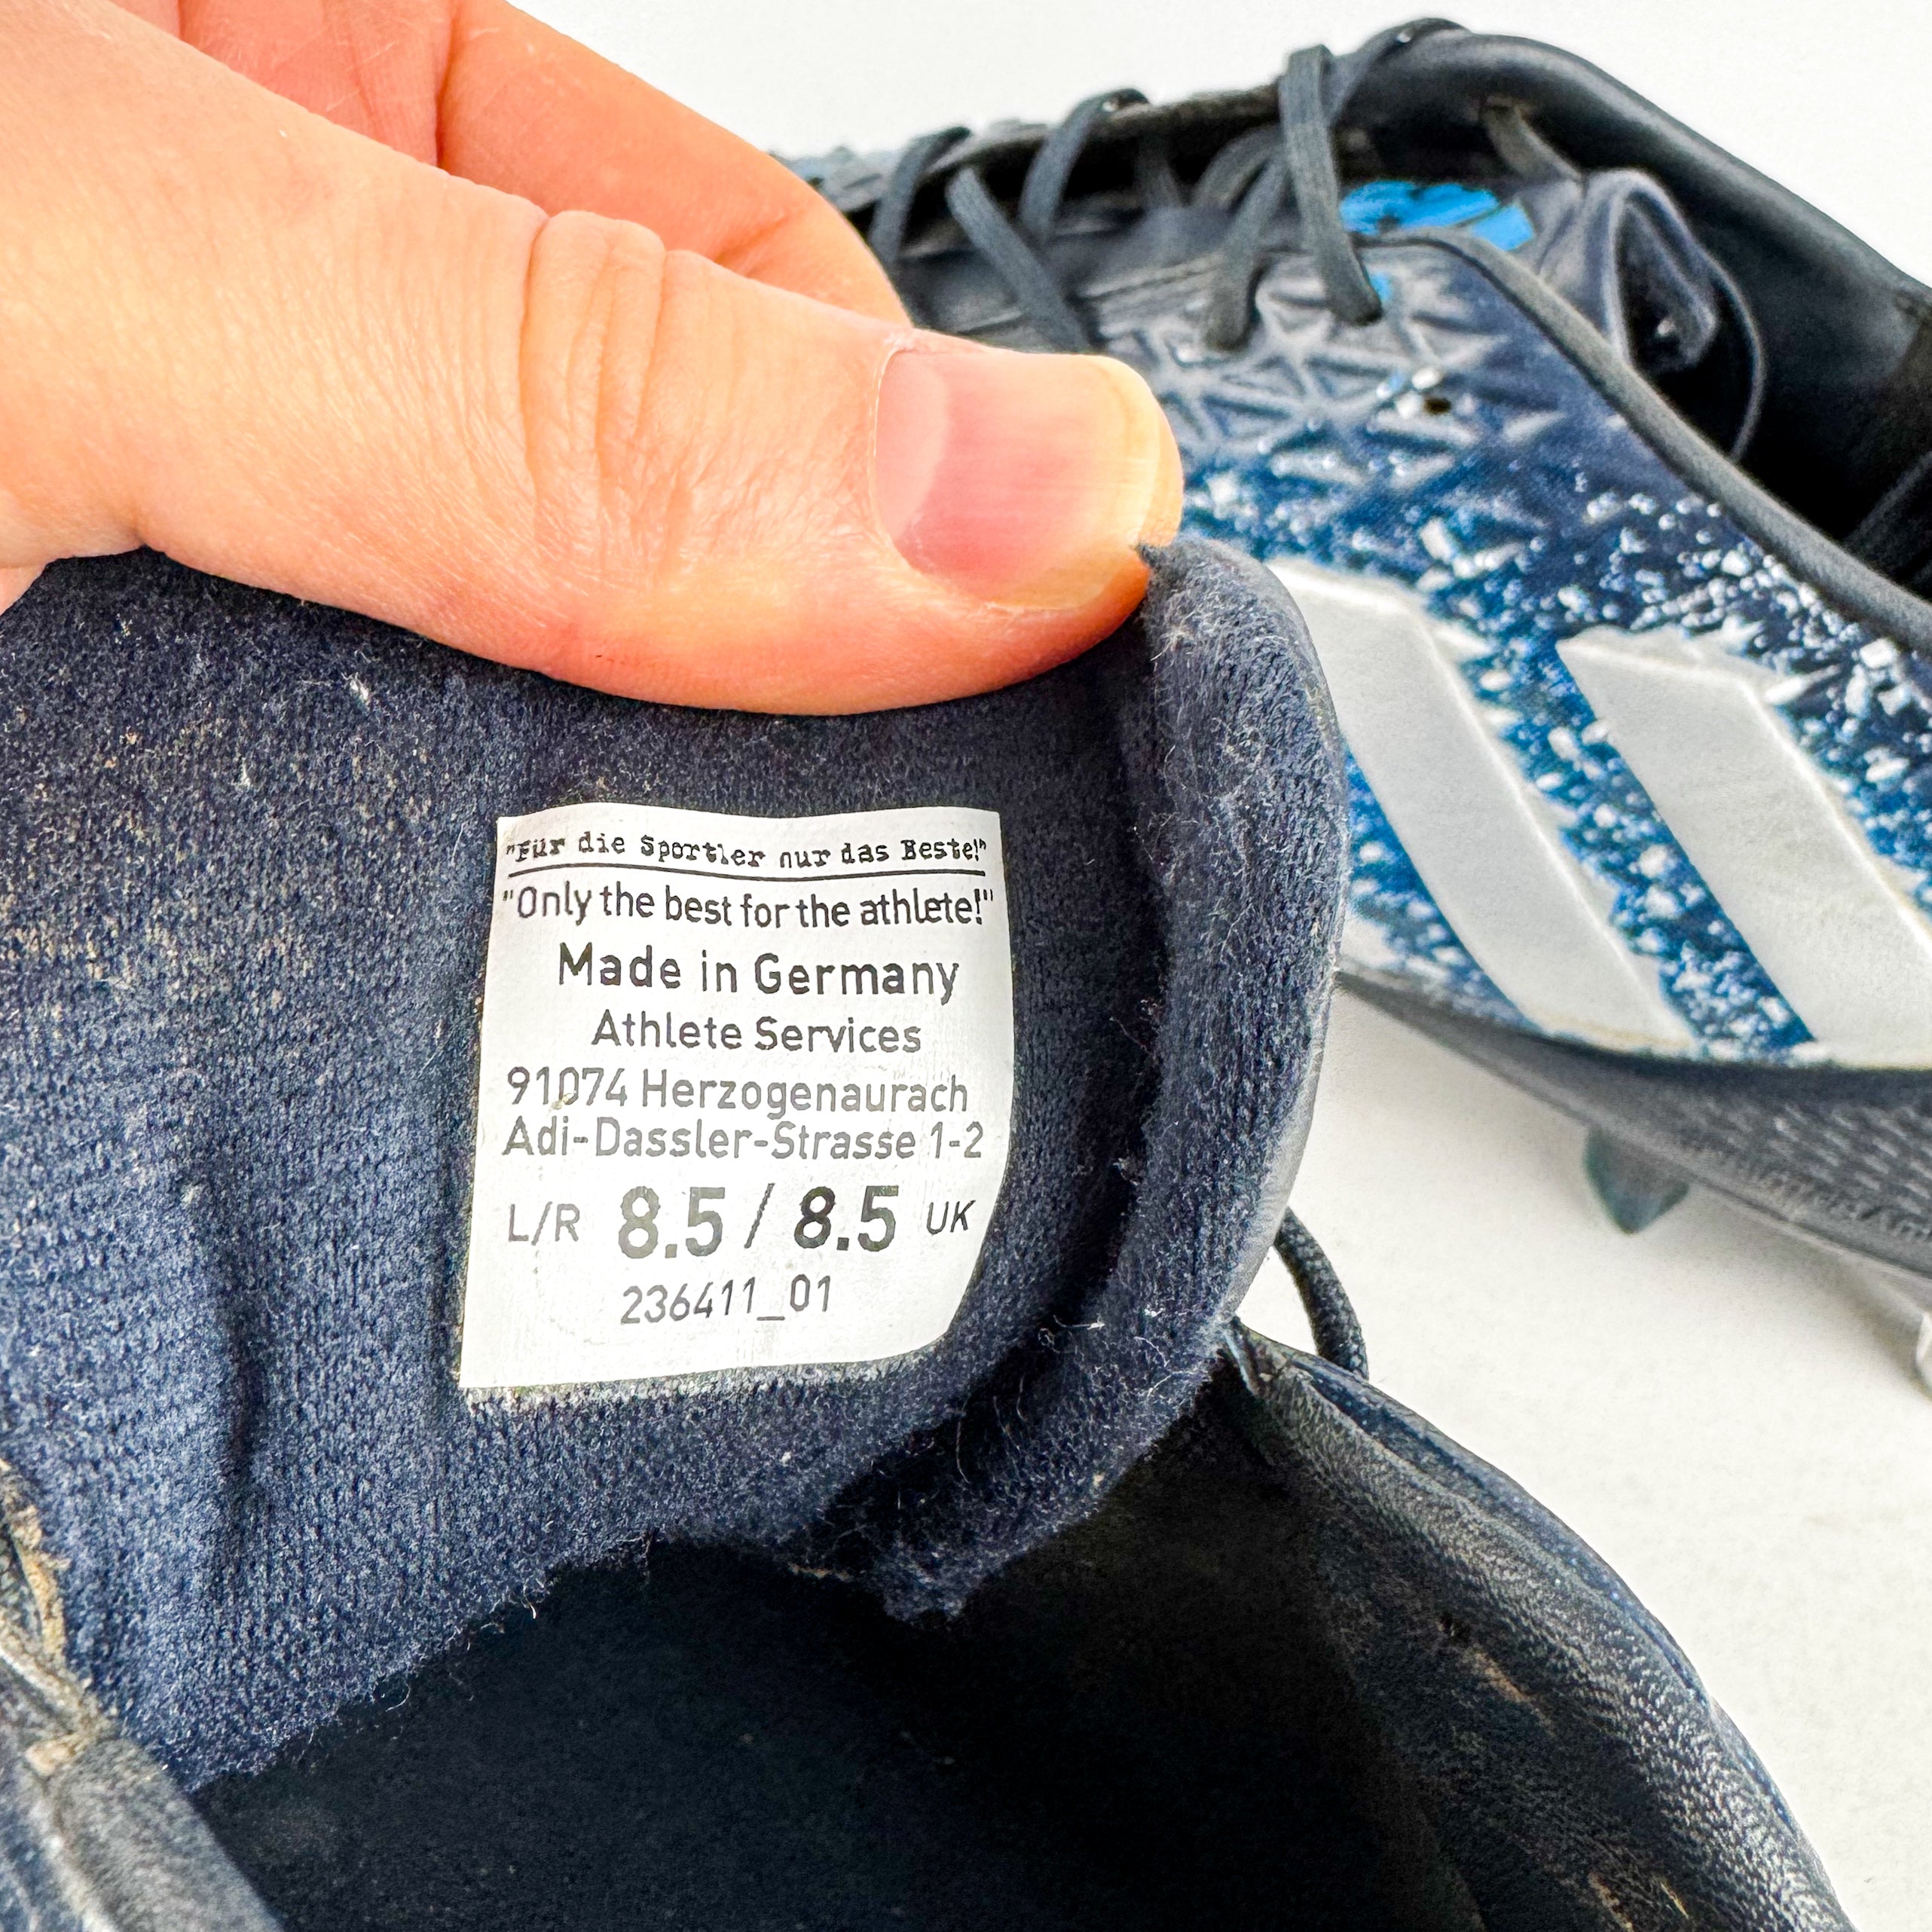 "Für die Sportler nur das Beste!"
"Only the best for the athlete!"
Made in Germany
Athlete Services
91074 Herzogenaurach
Adi-Dassler-Strasse 1-2
L/R 8.5 / 8.5 UK
236411_01